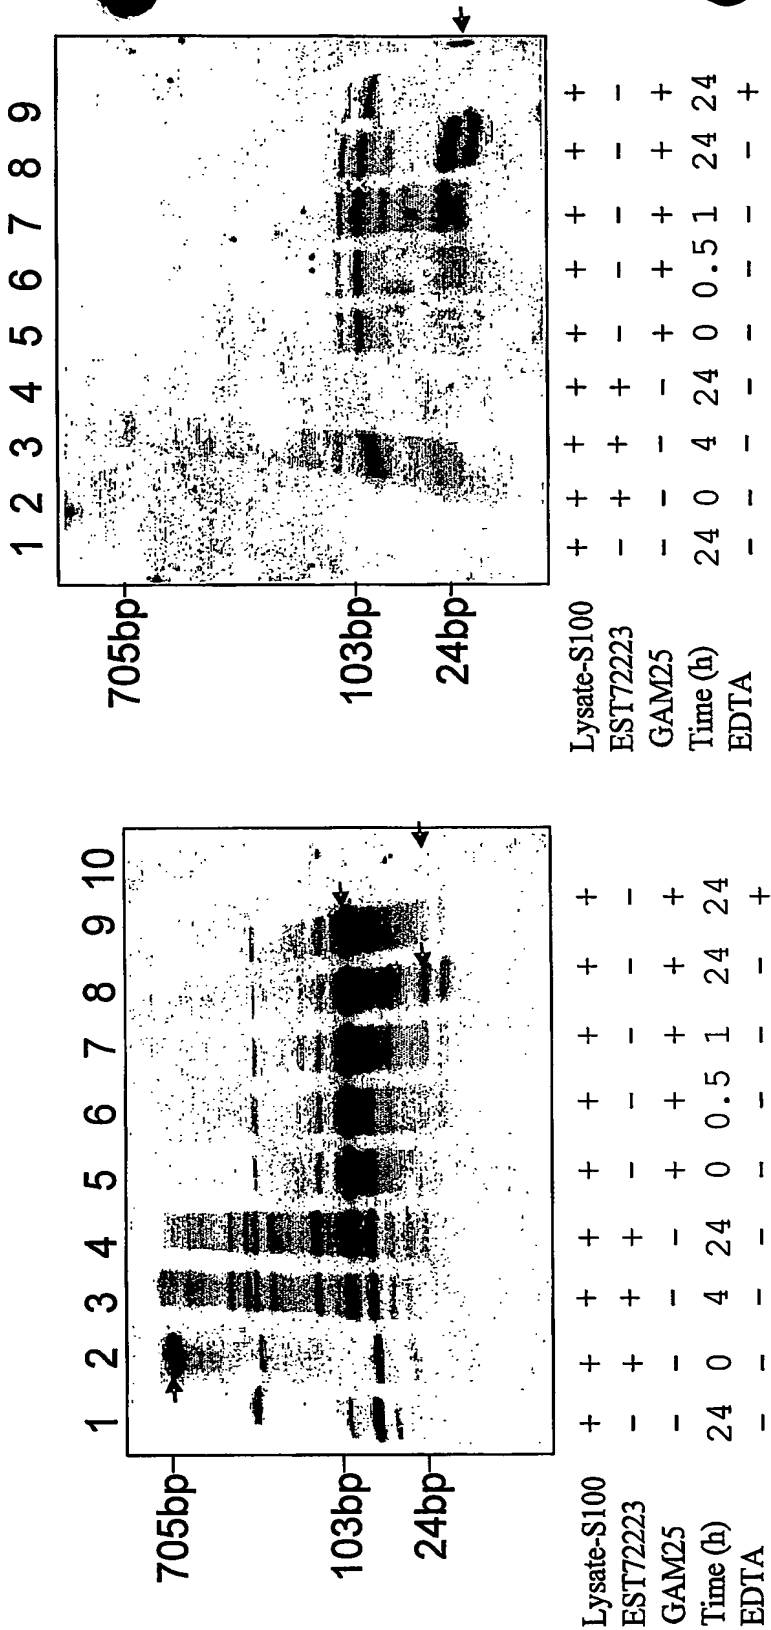 1 2 3 4 5 6 7 8 9 10
705bp
103bp
24bp
Lysate-S100 + + + + + + + + +
EST72223 - + + + - - - - -
GAM25 - - - - + + + + +
Time (h) 24 0 4 24 0 0.5 1 24 24
EDTA - - - - - - - - +
1 2 3 4 5 6 7 8 9
705bp
103bp
24bp
Lysate-S100 + + + + + + + + +
EST72223 - + + + - - - - -
GAM25 - - - - + + + + +
Time (h) 24 0 4 24 0 0.5 1 24 24
EDTA - - - - - - - - +